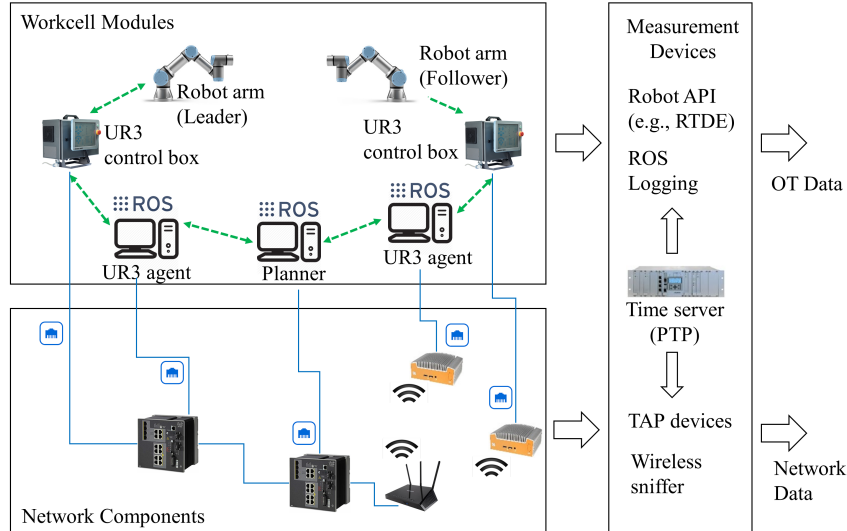 Workcell Modules
Robot arm
(Leader)
UR3
control box
Robot arm
(Follower)
UR3
control box
ROS
UR3 agent
ROS
Planner
ROS
UR3 agent
Network Components
Measurement
Devices
Robot API
(e.g., RTDE)
ROS
Logging
Time server
(PTP)
TAP devices
Wireless
sniffer
OT Data
Network
Data